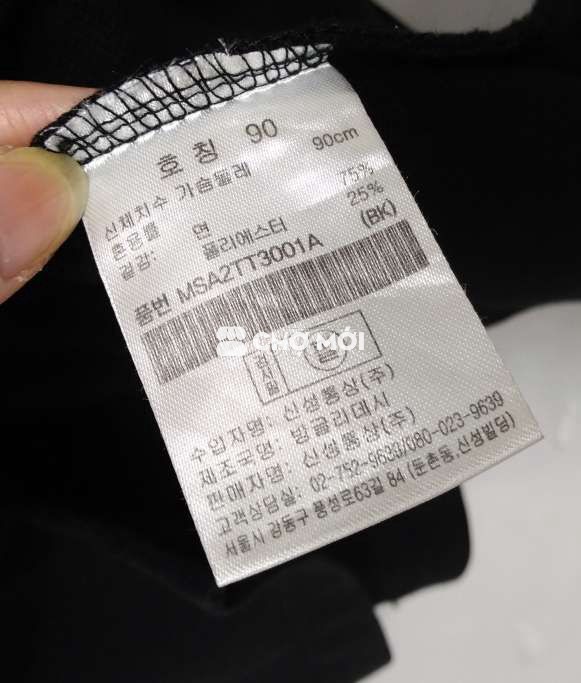 호칭 90
신체치수 가슴둘레 90cm
혼용률 면 75%
겉감: 폴리에스터 25%
품번 MSA2TT3001A (BK)
CHỢ MỚI
수입자명: 신성통상(주)
제조국명: 방글라데시
판매자명: 신성통상(주)
고객상담실: 02-752-9633/080-023-9639
서울시 강동구 풍성로63길 84 (둔촌동,신성빌딩)